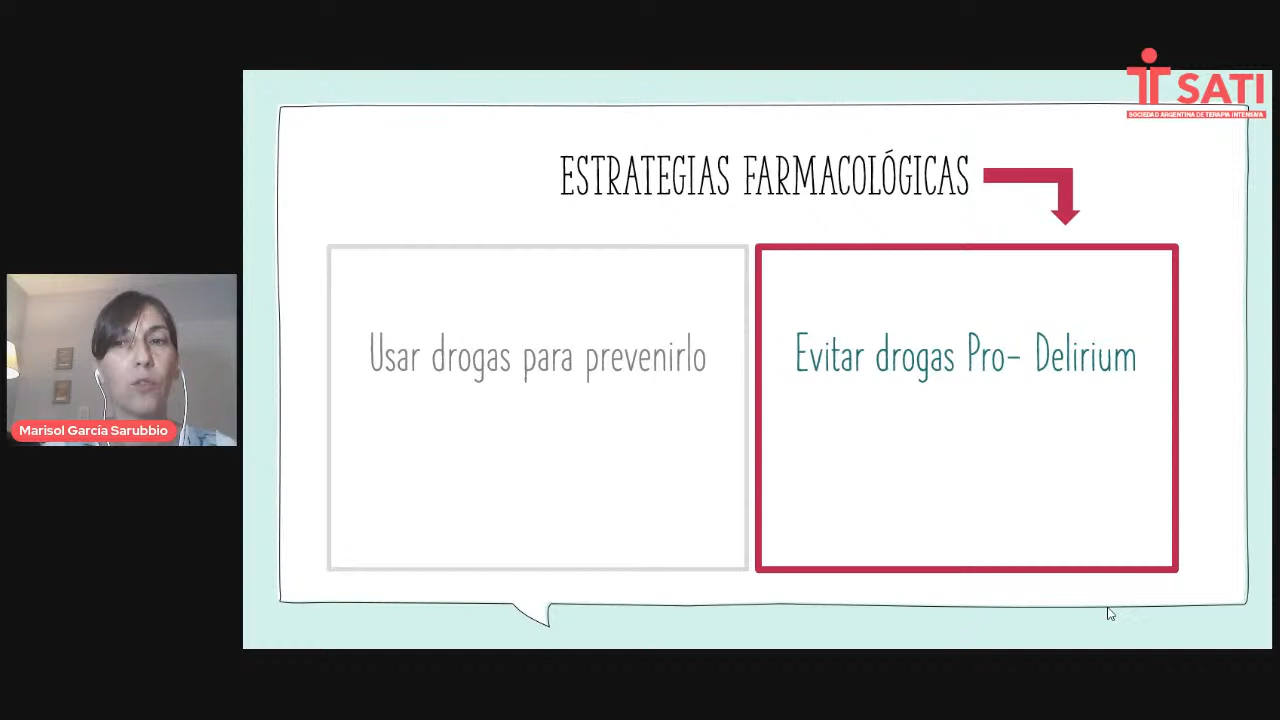 SATI
SOCIEDAD ARGENTINA DE TERAPIA INTENSIVA
ESTRATEGIAS FARMACOLÓGICAS
Usar drogas para prevenirlo
Evitar drogas Pro- Delirium
Marisol García Sarubbio